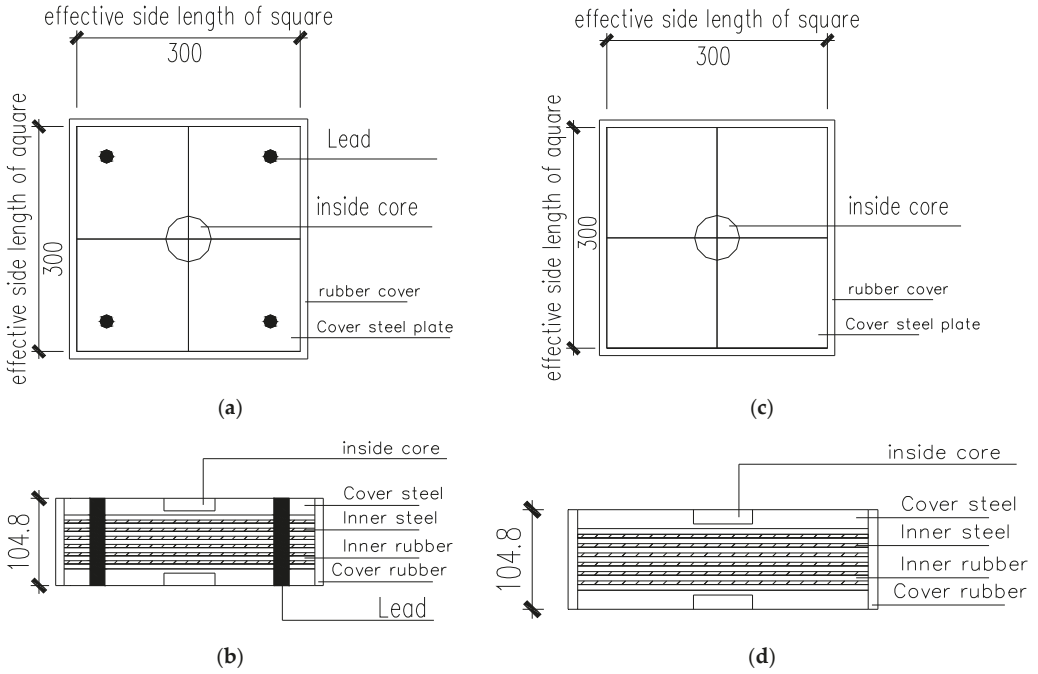 effective side length of square
300
effective side length of aquare
300
Lead
inside core
rubber cover
Cover steel plate
(a)
effective side length of square
300
effective side length of aquare
300
inside core
rubber cover
Cover steel plate
(c)
inside core
Cover steel
Inner steel
Inner rubber
Cover rubber
Lead
104.8
(b)
inside core
Cover steel
Inner steel
Inner rubber
Cover rubber
104.8
(d)